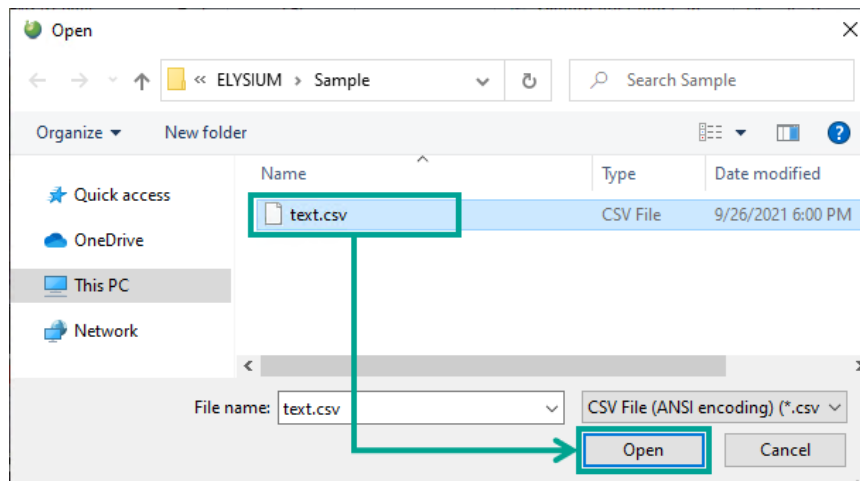 Open
« ELYSIUM › Sample
Search Sample
Organize
New folder
Name
Type
Date modified
Quick access
text.csv
CSV File
9/26/2021 6:00 PM
OneDrive
This PC
Network
File name:
text.csv
CSV File (ANSI encoding) (*.csv
Open
Cancel